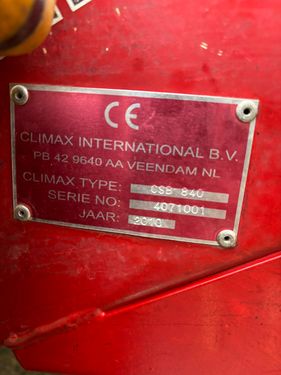 CE
CLIMAX INTERNATIONAL B.V.
PB 42 9640 AA VEENDAM NL
CLIMAX TYPE: CSB 840
SERIE NO.: 4071001
JAAR: 2010